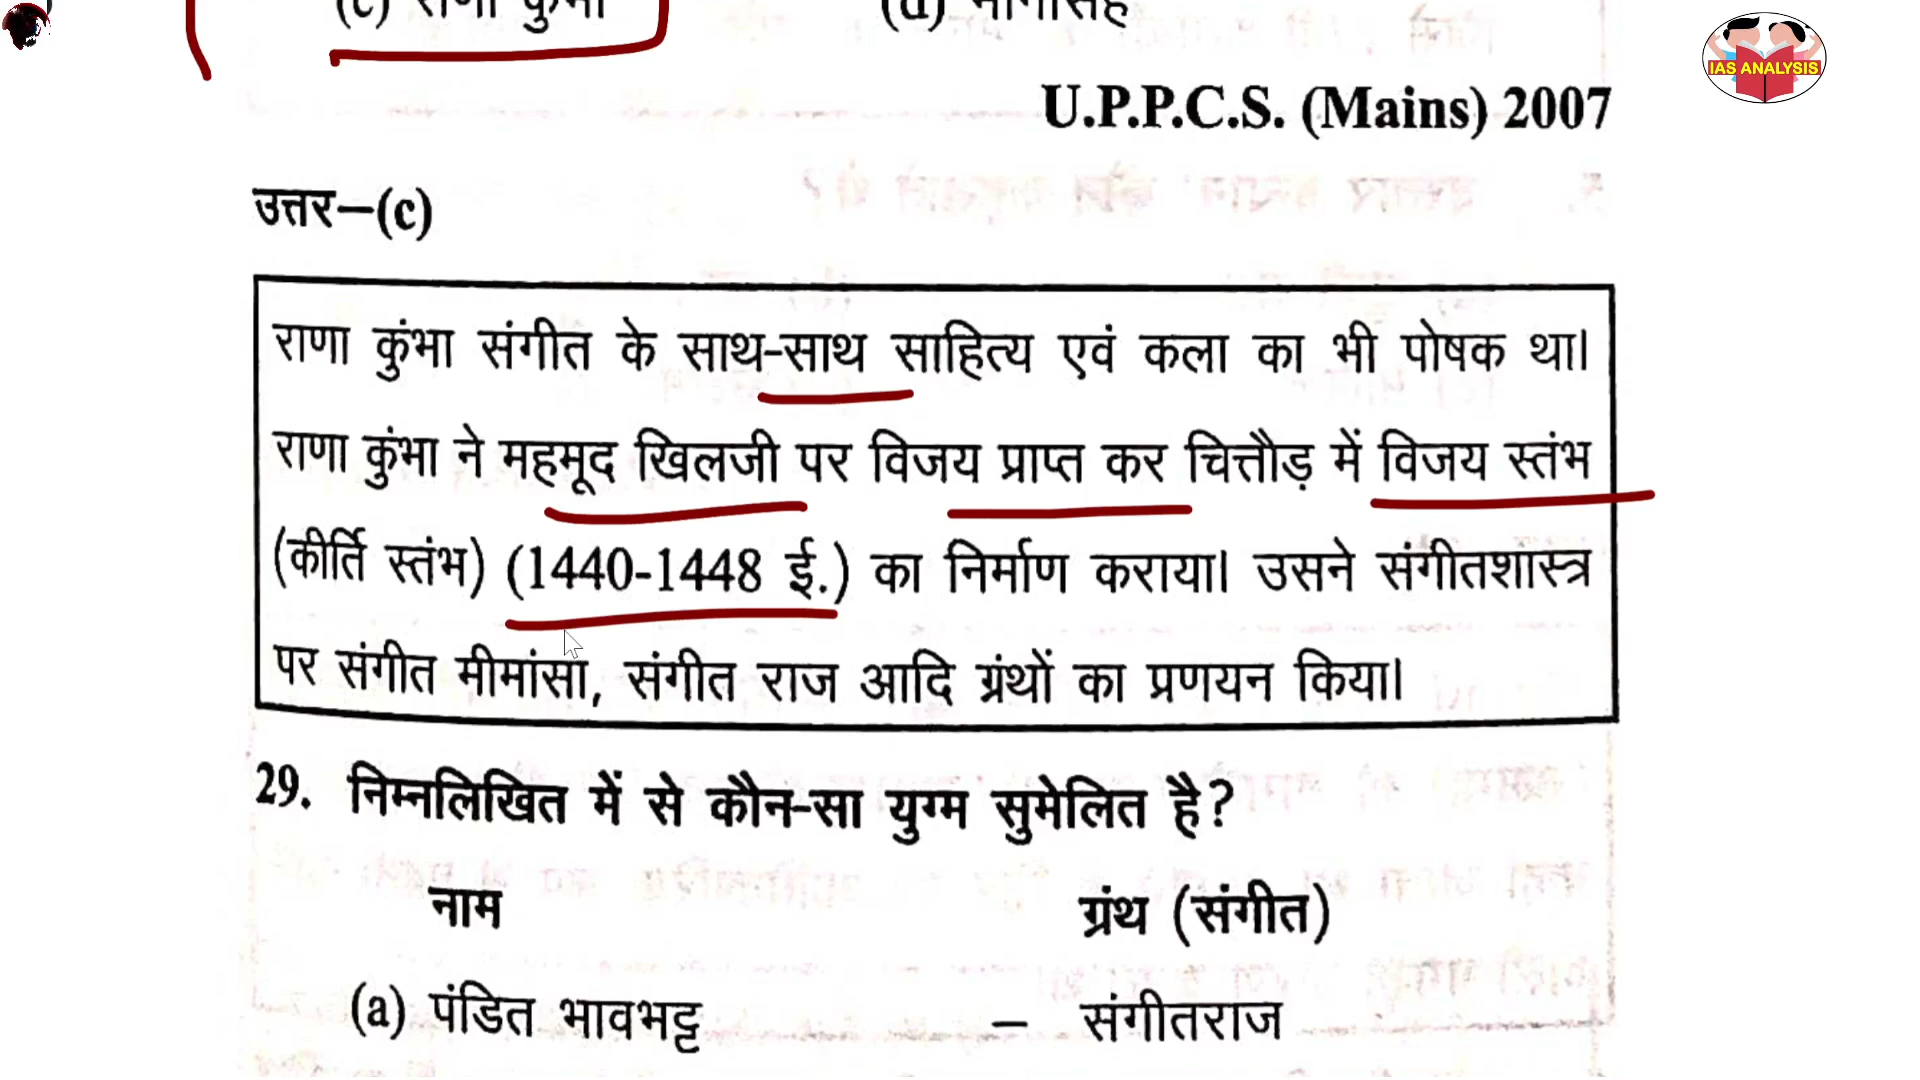 (c) राणा कुंभा (d) मानसिंह
IAS ANALYSIS
U.P.P.C.S. (Mains) 2007
उत्तर–(c)
राणा कुंभा संगीत के साथ-साथ साहित्य एवं कला का भी पोषक था।
राणा कुंभा ने महमूद खिलजी पर विजय प्राप्त कर चित्तौड़ में विजय स्तंभ
(कीर्ति स्तंभ) (1440-1448 ई.) का निर्माण कराया। उसने संगीतशास्त्र
पर संगीत मीमांसा, संगीत राज आदि ग्रंथों का प्रणयन किया।
29. निम्नलिखित में से कौन-सा युग्म सुमेलित है?
नाम ग्रंथ (संगीत)
(a) पंडित भावभट्ट – संगीतराज